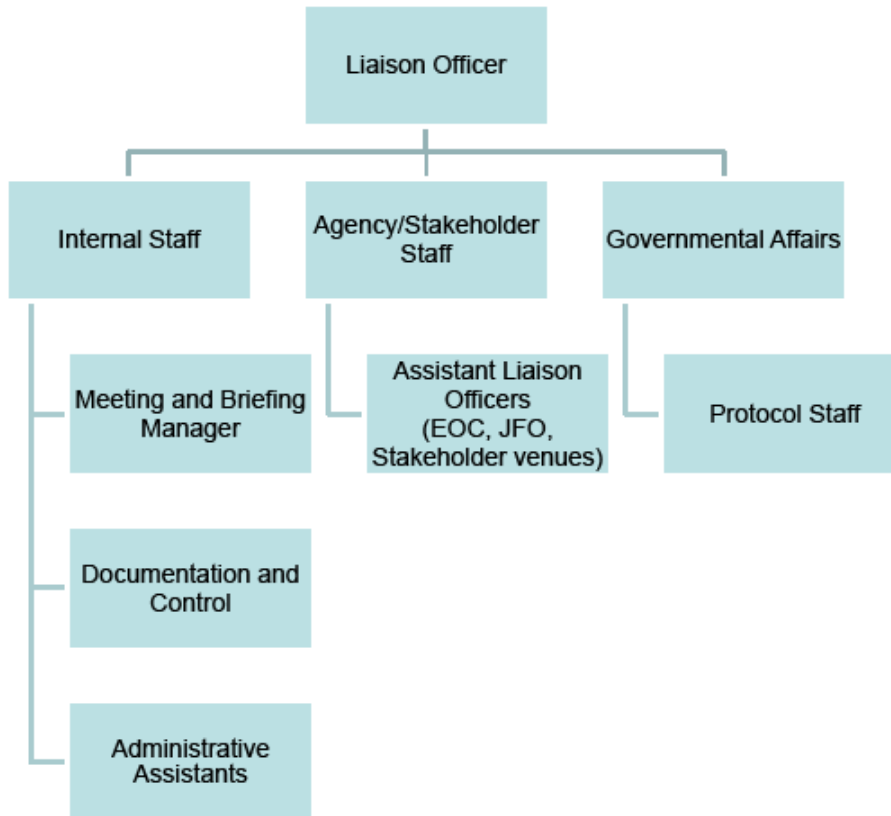 Liaison Officer
Internal Staff
Agency/Stakeholder
Staff
Governmental Affairs
Meeting and Briefing
Manager
Assistant Liaison
Officers
(EOC, JFO,
Stakeholder venues)
Protocol Staff
Documentation and
Control
Administrative
Assistants